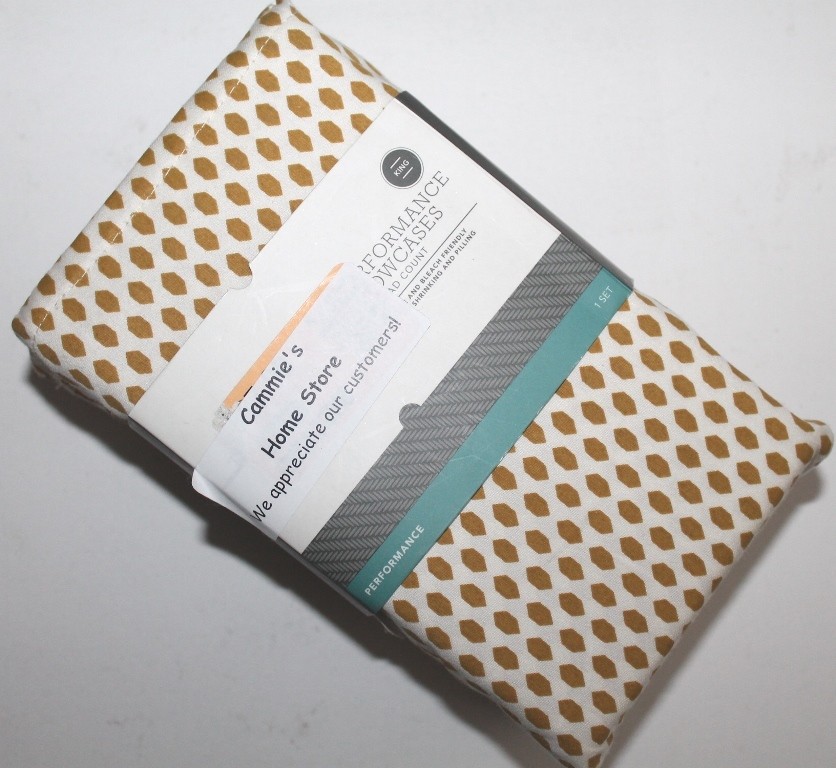 KING
RFORMANCE
OWCASES
AD COUNT
AND BLEACH FRIENDLY
SHRINKING AND PILLING
Cammie's
Home Store
We appreciate our customers!
PERFORMANCE
1 SET